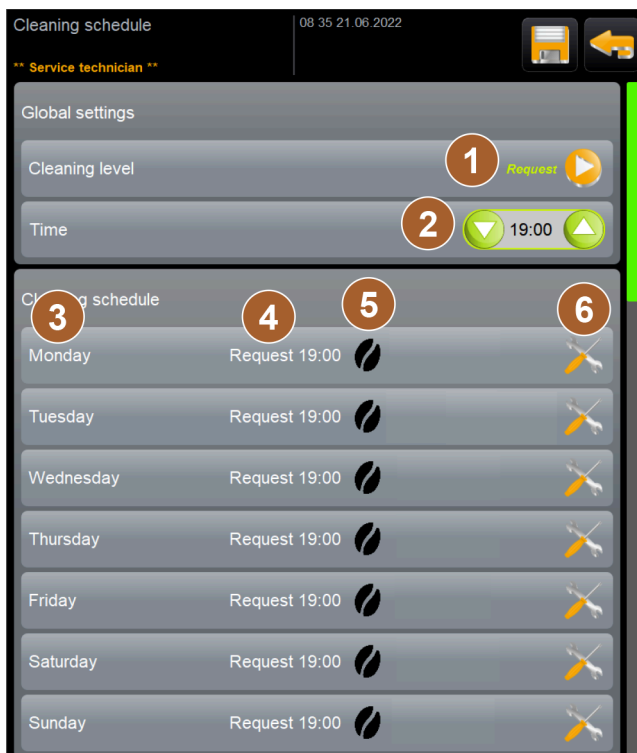 Cleaning schedule
08 35 21.06.2022
** Service technician **
Global settings
Cleaning level
1
Request
Time
2
19:00
schedule
3
4
5
6
Monday
Request 19:00
Tuesday
Request 19:00
Wednesday
Request 19:00
Thursday
Request 19:00
Friday
Request 19:00
Saturday
Request 19:00
Sunday
Request 19:00